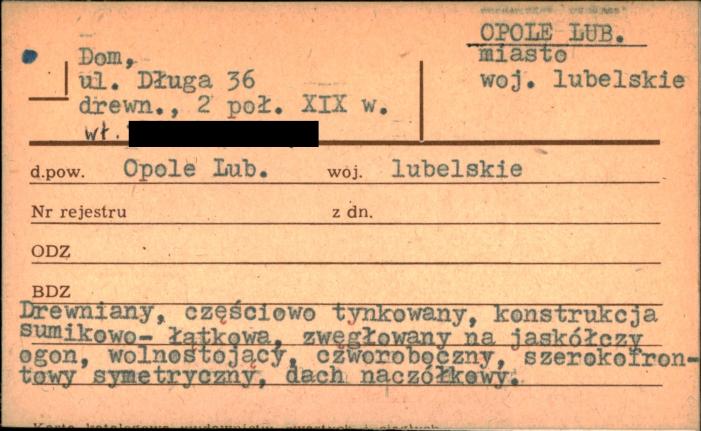 OPOLE LUB.
miasto
woj. lubelskie
Dom,
ul. Długa 36
drewn., 2 poł. XIX w.
wł.
d.pow. Opole Lub. woj. lubelskie
Nr rejestru z dn.
ODZ
BDZ
Drewniany, częściowo tynkowany, konstrukcja
sumikowo- łątkowa, zwęgłowany na jaskółczy
ogon, wolnostojący, czworoboczny, szerokofron-
towy symetryczny, dach naczółkowy.